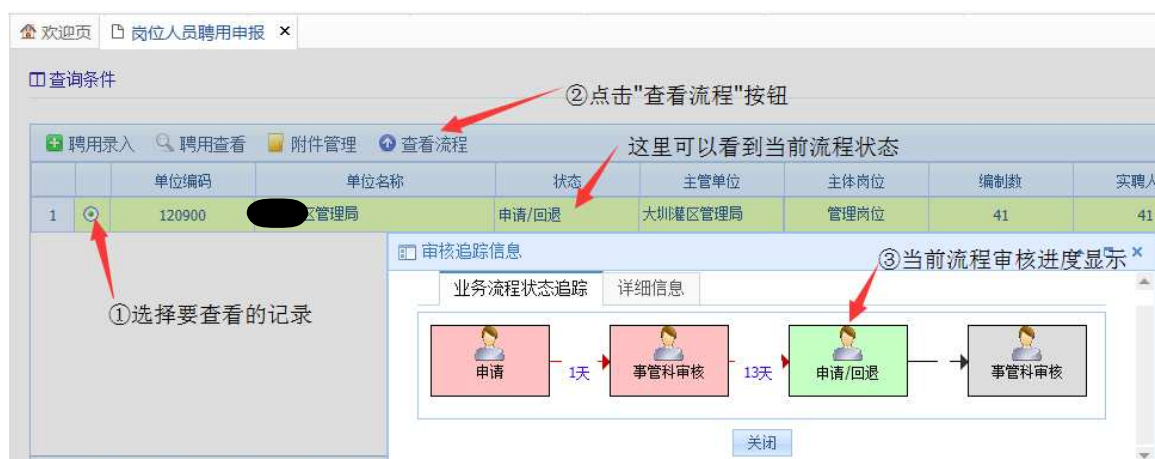 欢迎页 岗位人员聘用申报 ×
查询条件
②点击"查看流程"按钮
聘用录入 聘用查看 附件管理 查看流程
这里可以看到当前流程状态
单位编码 单位名称 状态 主管单位 主体岗位 编制数 实聘人
1 120900 区管理局 申请/回退 大圳灌区管理局 管理岗位 41 41
审核追踪信息
③当前流程审核进度显示
业务流程状态追踪 详细信息
①选择要查看的记录
申请 1天 事管科审核 13天 申请/回退 事管科审核
关闭